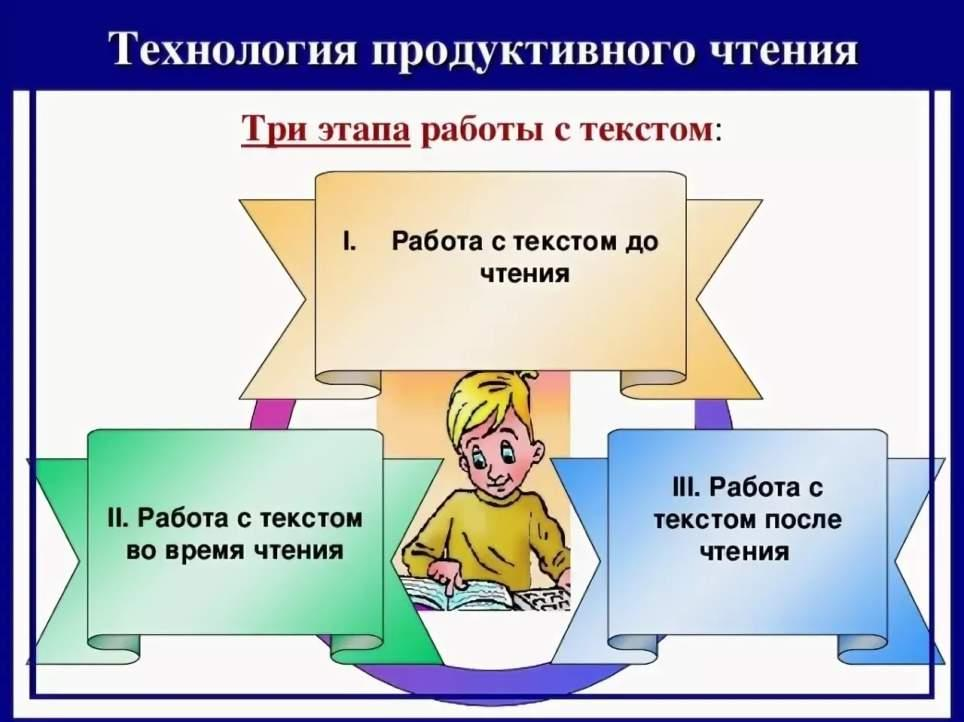 Технология продуктивного чтения
Три этапа работы с текстом:
I. Работа с текстом до
чтения
II. Работа с текстом
во время чтения
III. Работа с
текстом после
чтения